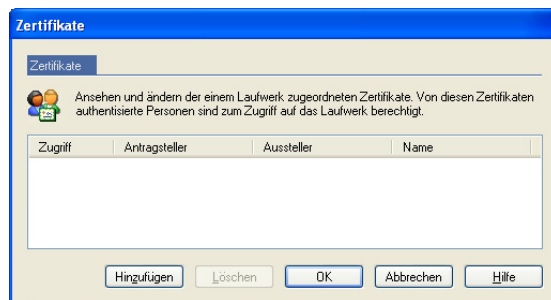 Zertifikate
Zertifikate
Ansehen und ändern der einem Laufwerk zugeordneten Zertifikate. Von diesen Zertifikaten
authentisierte Personen sind zum Zugriff auf das Laufwerk berechtigt.
Zugriff Antragsteller Aussteller Name
Hinzufügen Löschen OK Abbrechen Hilfe